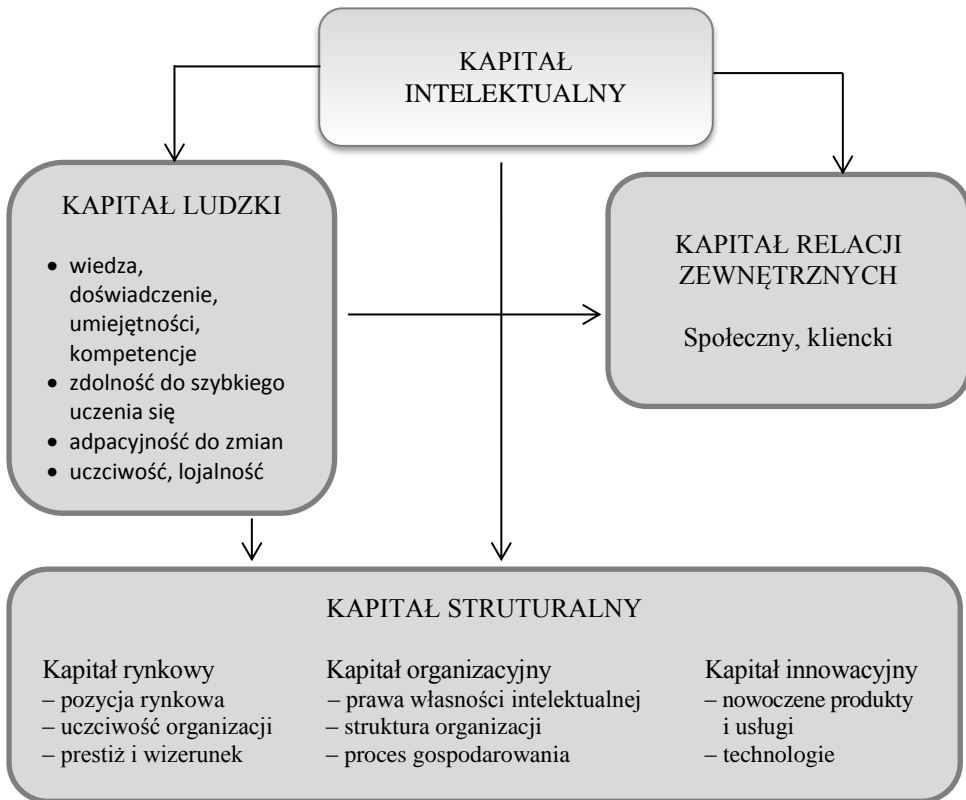 KAPITAŁ
INTELEKTUALNY
KAPITAŁ LUDZKI
• wiedza,
doświadczenie,
umiejętności,
kompetencje
• zdolność do szybkiego
uczenia się
• adpacyjność do zmian
• uczciwość, lojalność
KAPITAŁ RELACJI
ZEWNĘTRZNYCH
Społeczny, kliencki
KAPITAŁ STRUTURALNY
Kapitał rynkowy
– pozycja rynkowa
– uczciwość organizacji
– prestiż i wizerunek
Kapitał organizacyjny
– prawa własności intelektualnej
– struktura organizacji
– proces gospodarowania
Kapitał innowacyjny
– nowoczene produkty
i usługi
– technologie